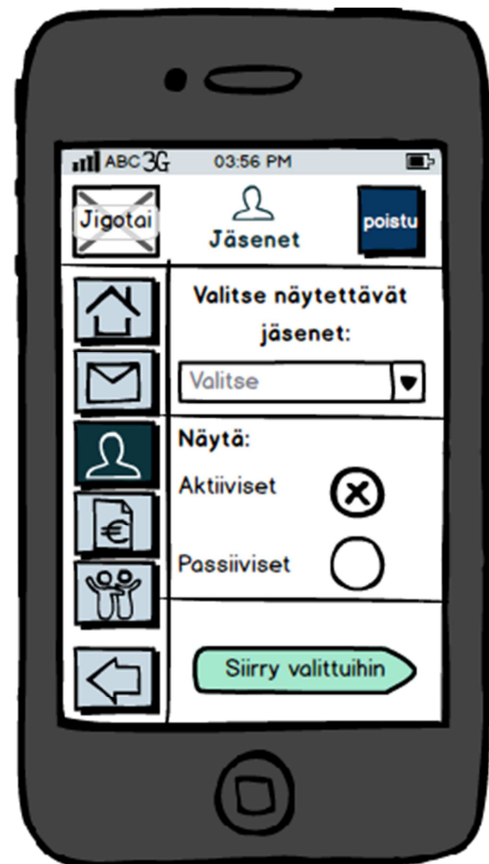 ABC 3G 03:56 PM
Jigotai
Jäsenet
poistu
Valitse näytettävät
jäsenet:
Valitse
Näytä:
Aktiiviset
€
Passiiviset
Siirry valittuihin